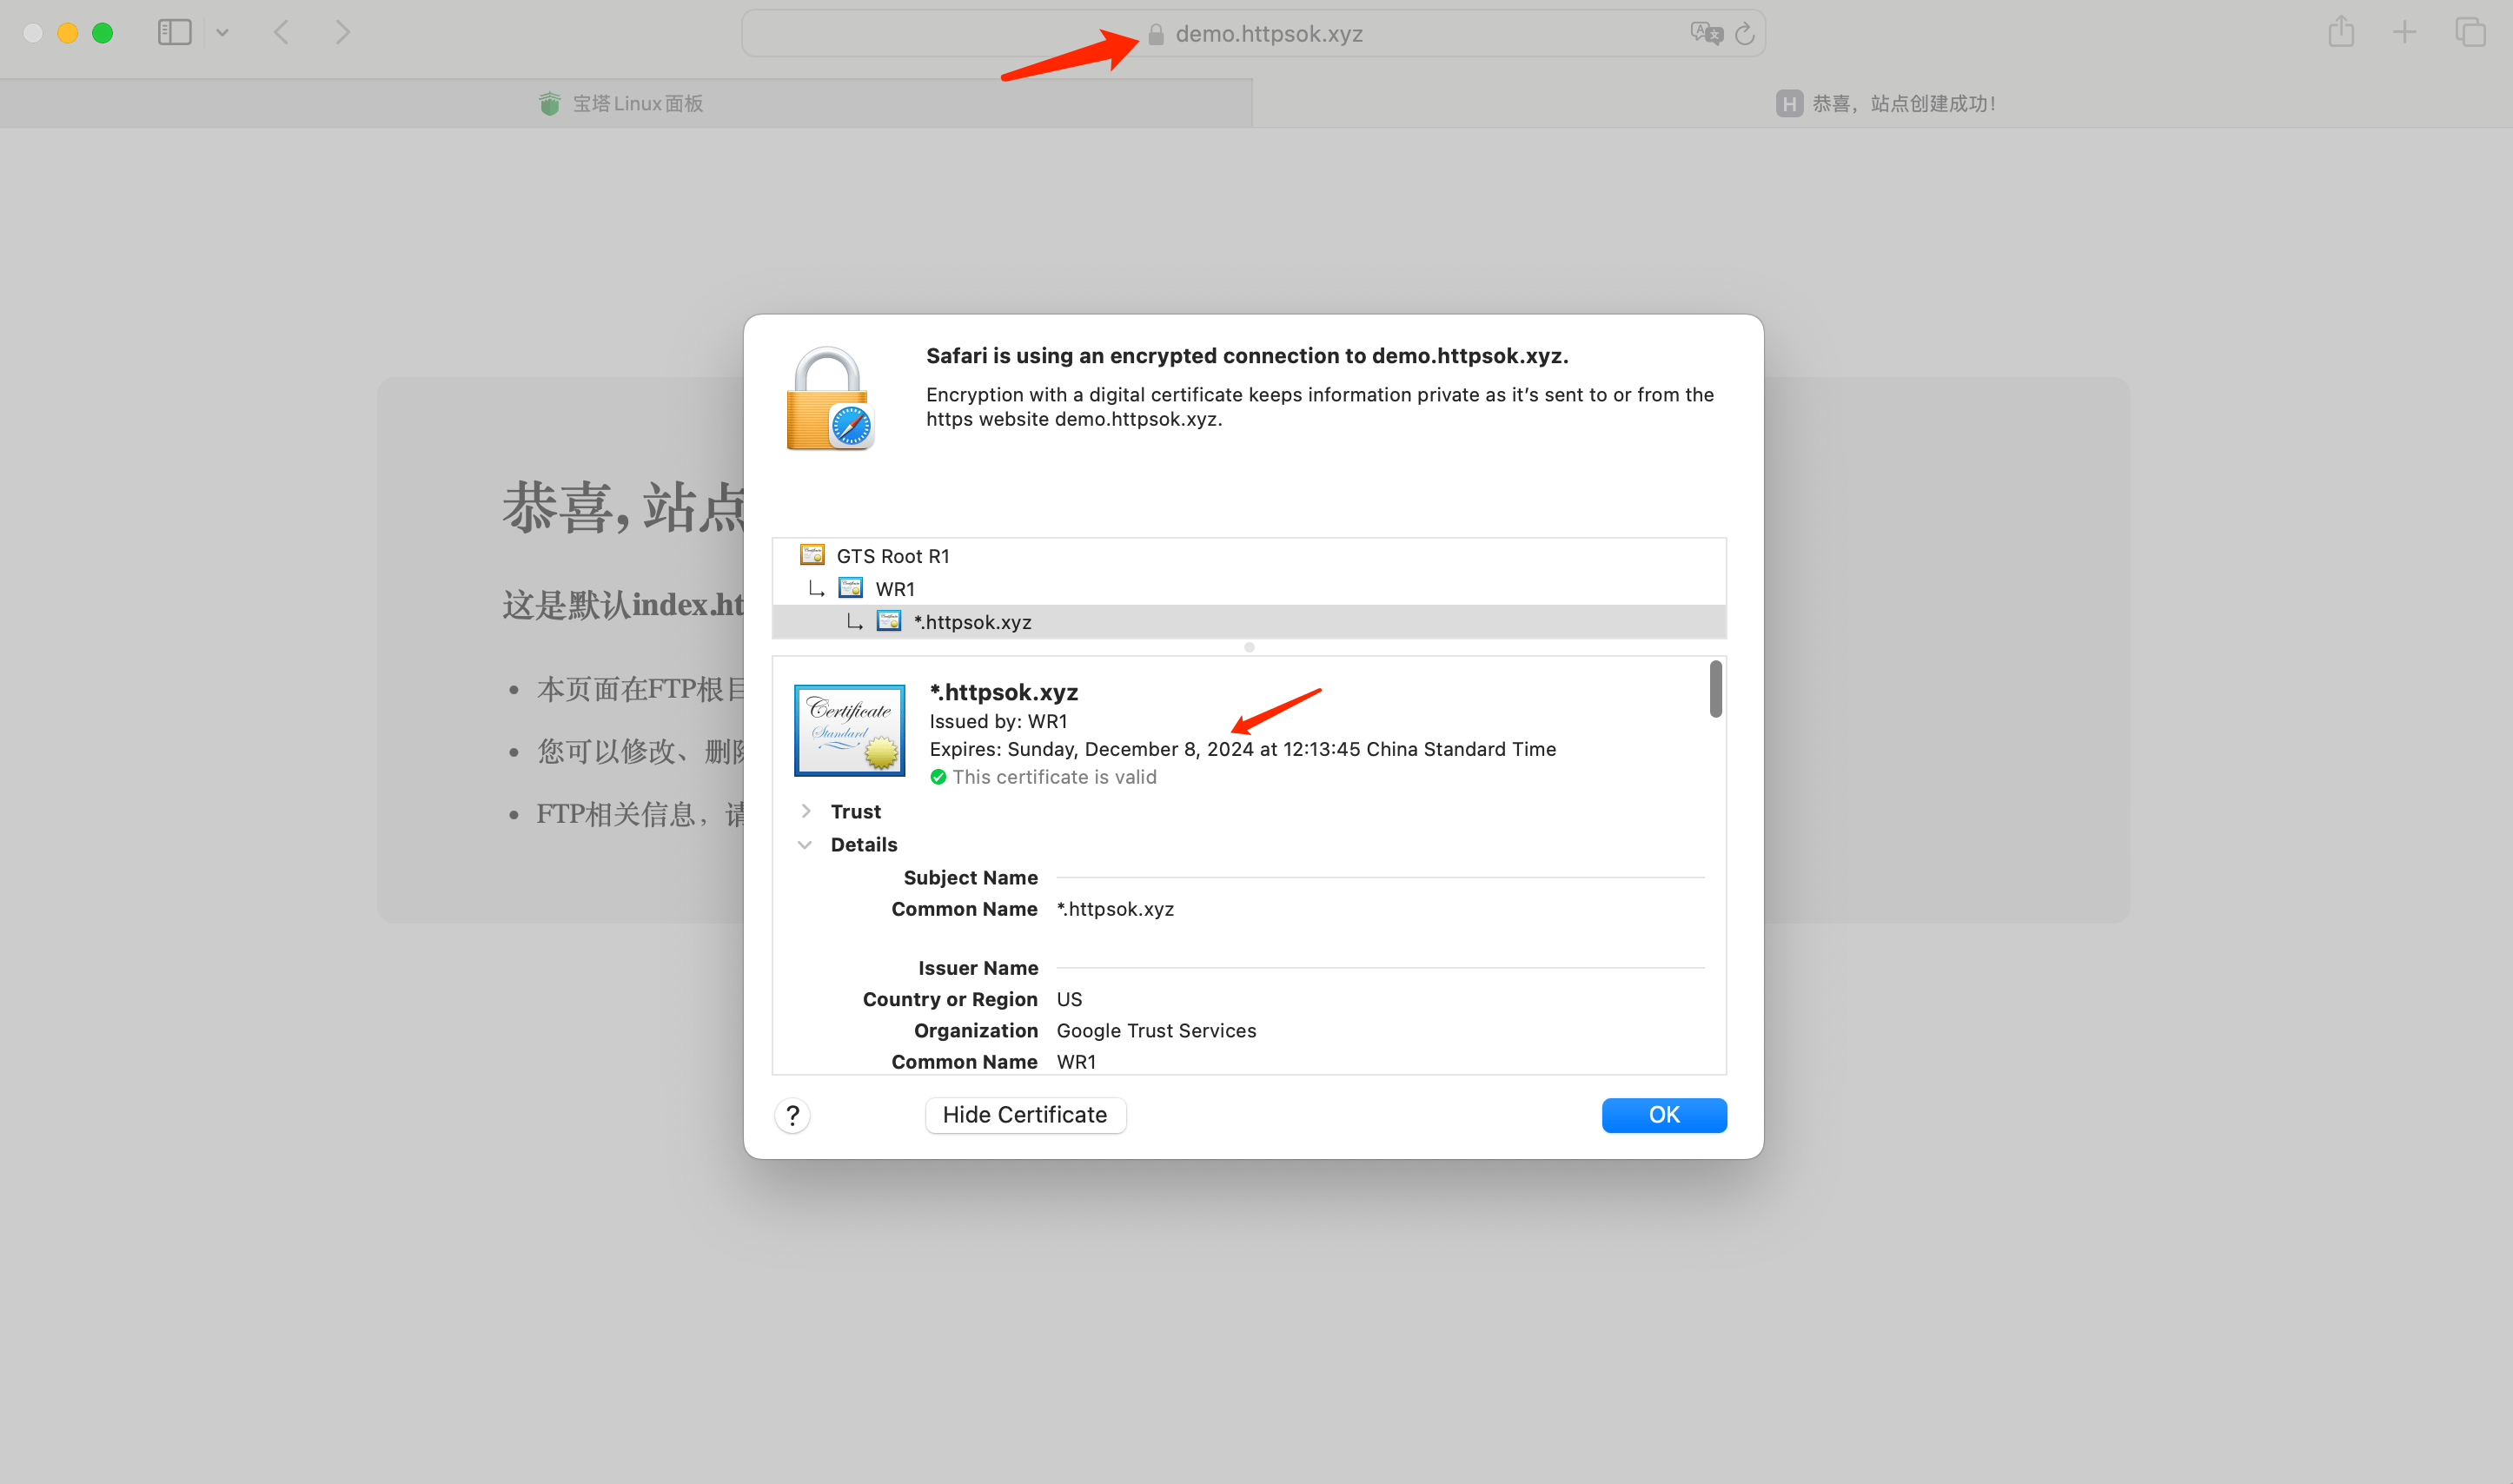 demo.httpsok.xyz
宝塔Linux面板
H 恭喜，站点创建成功！
Safari is using an encrypted connection to demo.httpsok.xyz.
Encryption with a digital certificate keeps information private as it’s sent to or from the
https website demo.httpsok.xyz.
恭喜，站点
这是默认index.ht
本页面在FTP根目
您可以修改、删除
FTP相关信息，请
GTS Root R1
WR1
*.httpsok.xyz
Certificate
Standard
*.httpsok.xyz
Issued by: WR1
Expires: Sunday, December 8, 2024 at 12:13:45 China Standard Time
This certificate is valid
Trust
Details
Subject Name
Common Name *.httpsok.xyz
Issuer Name
Country or Region US
Organization Google Trust Services
Common Name WR1
? Hide Certificate OK